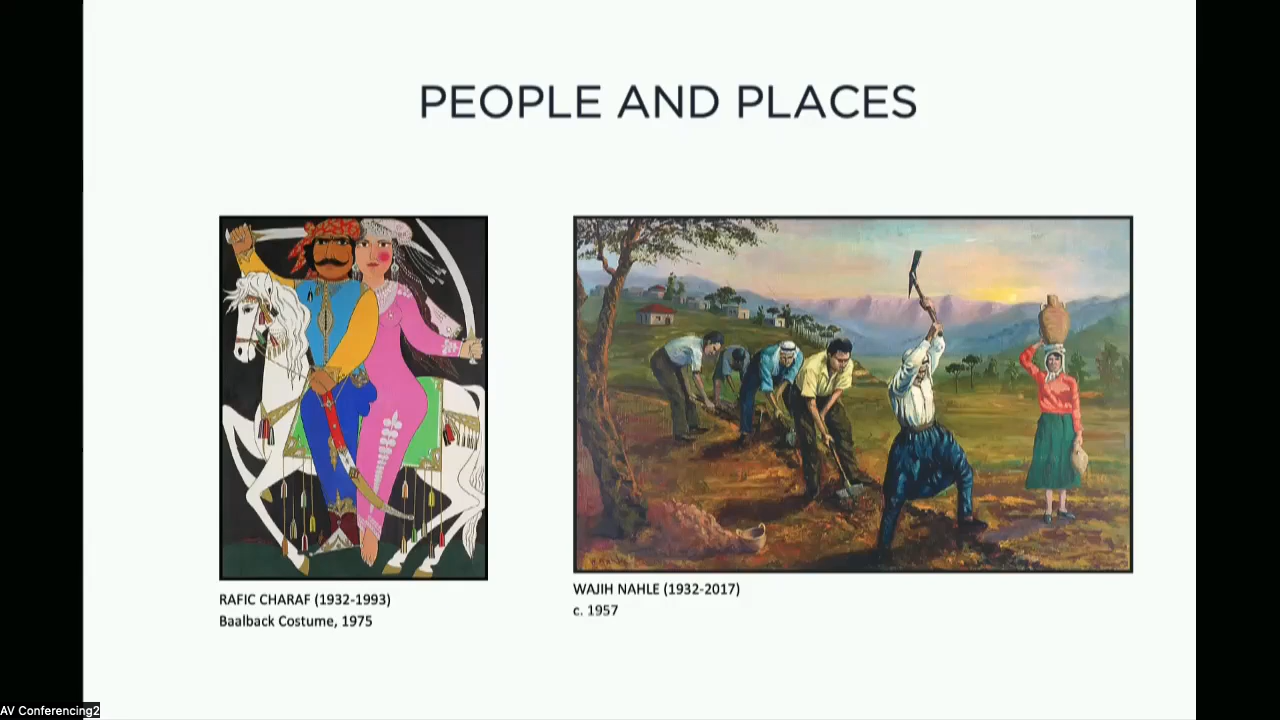 PEOPLE AND PLACES
RAFIC CHARAF (1932-1993)
Baalback Costume, 1975
WAJIH NAHLE (1932-2017)
c. 1957
AV Conferencing2